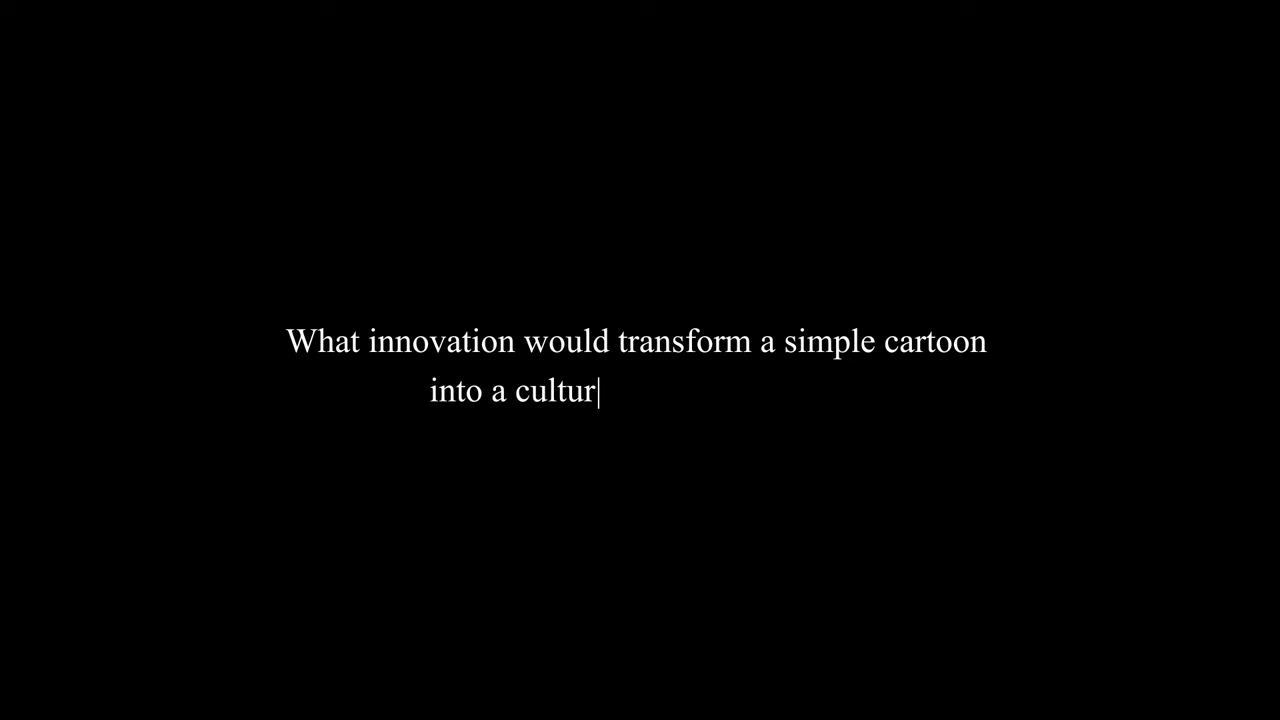 What innovation would transform a simple cartoon
into a cultur|